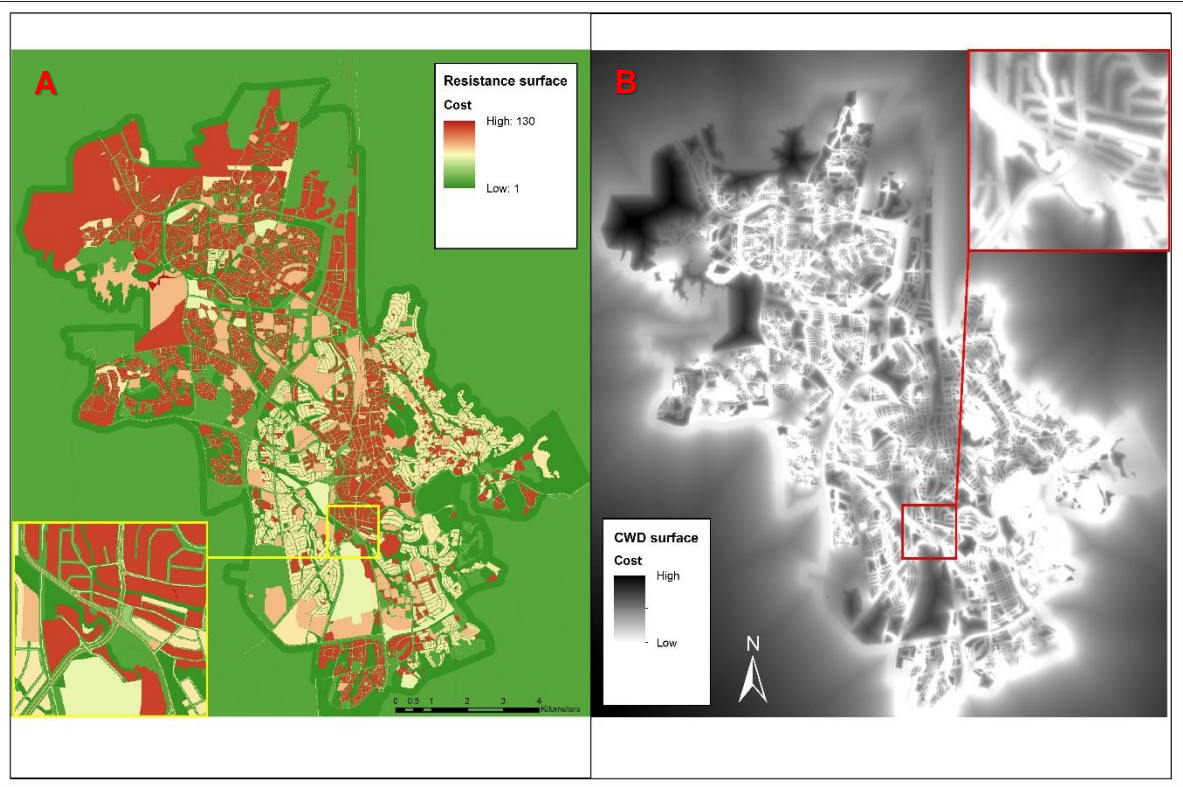 A
Resistance surface
Cost
High: 130
Low: 1
0 0.5 1 2 3 4
Kilometers
B
CWD surface
Cost
High
Low
N